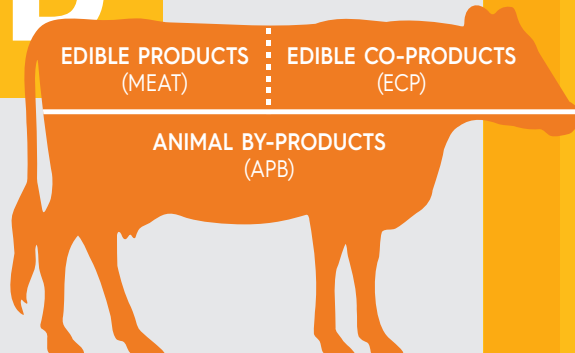 EDIBLE PRODUCTS
(MEAT)
EDIBLE CO-PRODUCTS
(ECP)
ANIMAL BY-PRODUCTS
(APB)